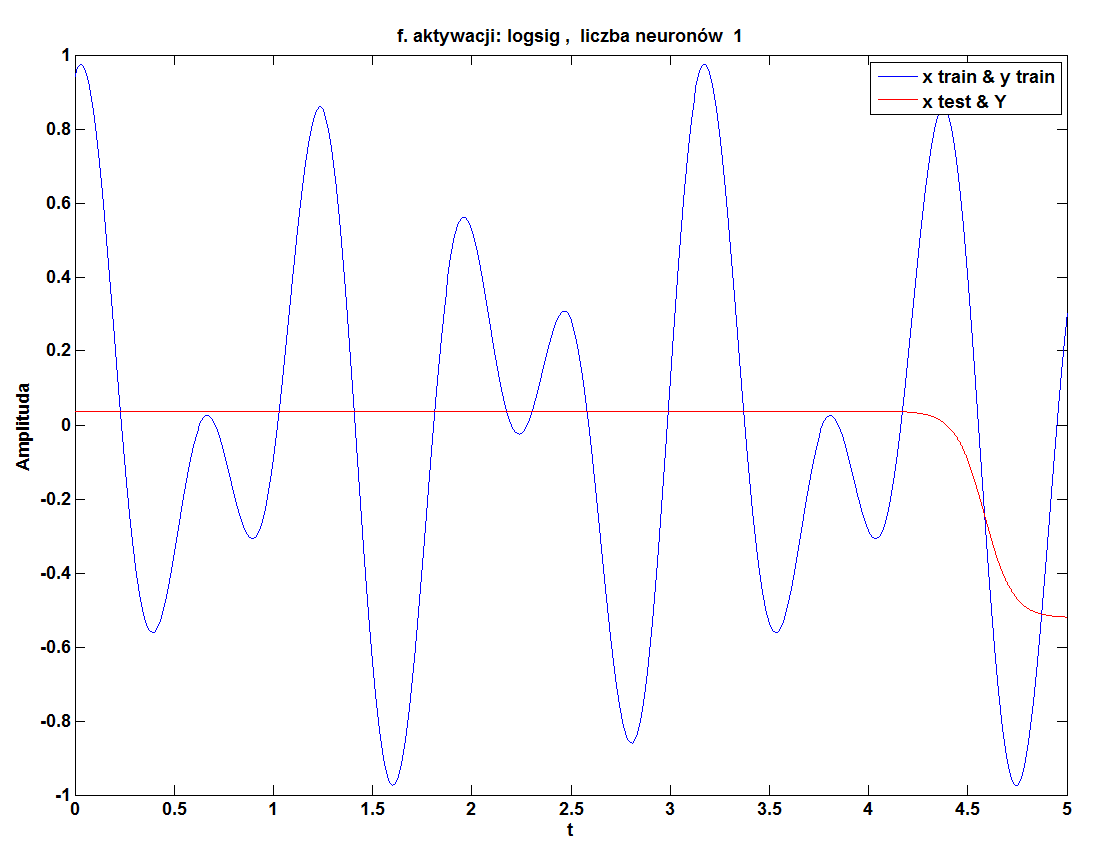 f. aktywacji: logsig ,  liczba neuronów  1
x train & y train
x test & Y
1
0.8
0.6
0.4
0.2
0
-0.2
-0.4
-0.6
-0.8
-1
Amplituda
0 0.5 1 1.5 2 2.5 3 3.5 4 4.5 5
t